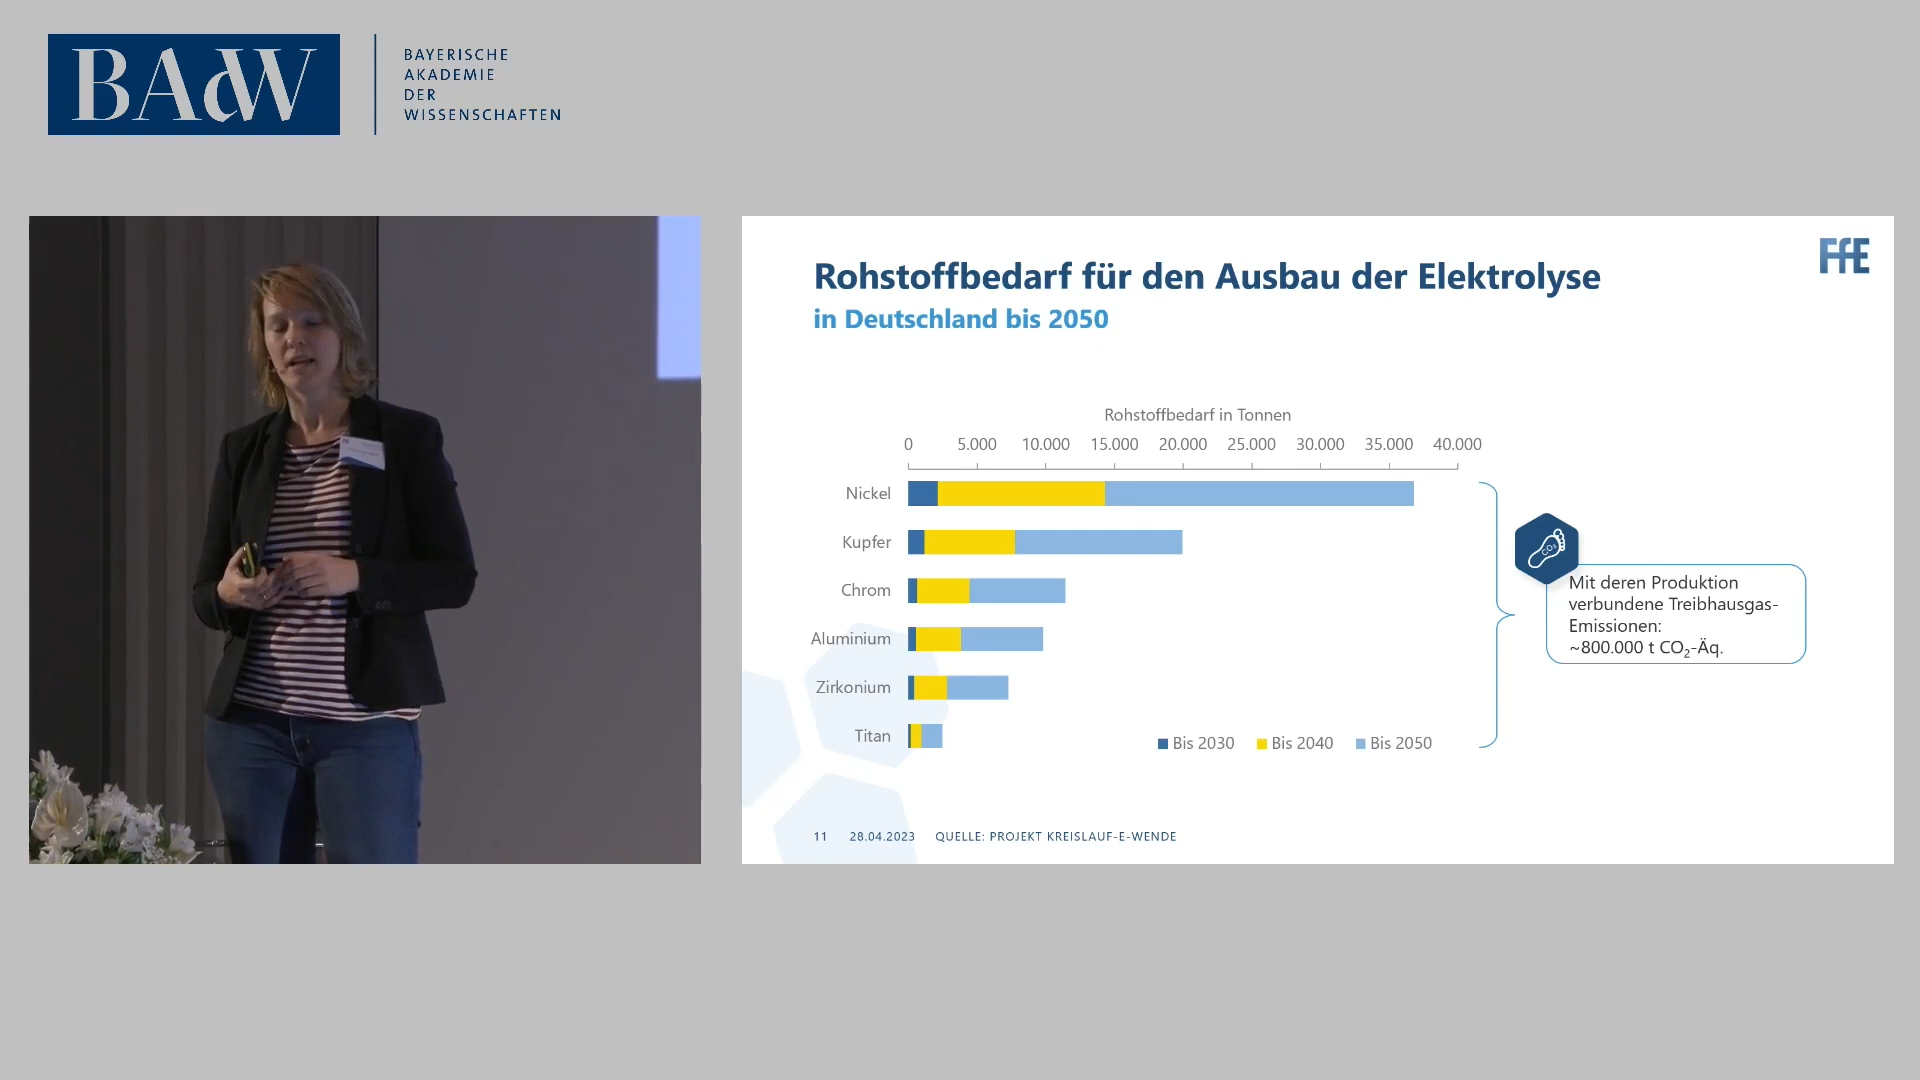 BAdW
BAYERISCHE
AKADEMIE
DER
WISSENSCHAFTEN
FfE
Rohstoffbedarf für den Ausbau der Elektrolyse
in Deutschland bis 2050
Rohstoffbedarf in Tonnen
0 5.000 10.000 15.000 20.000 25.000 30.000 35.000 40.000
Nickel
Kupfer
Chrom
Aluminium
Zirkonium
Titan
Bis 2030 Bis 2040 Bis 2050
CO₂
Mit deren Produktion
verbundene Treibhausgas-
Emissionen:
~800.000 t CO₂-Äq.
11 28.04.2023 QUELLE: PROJEKT KREISLAUF-E-WENDE